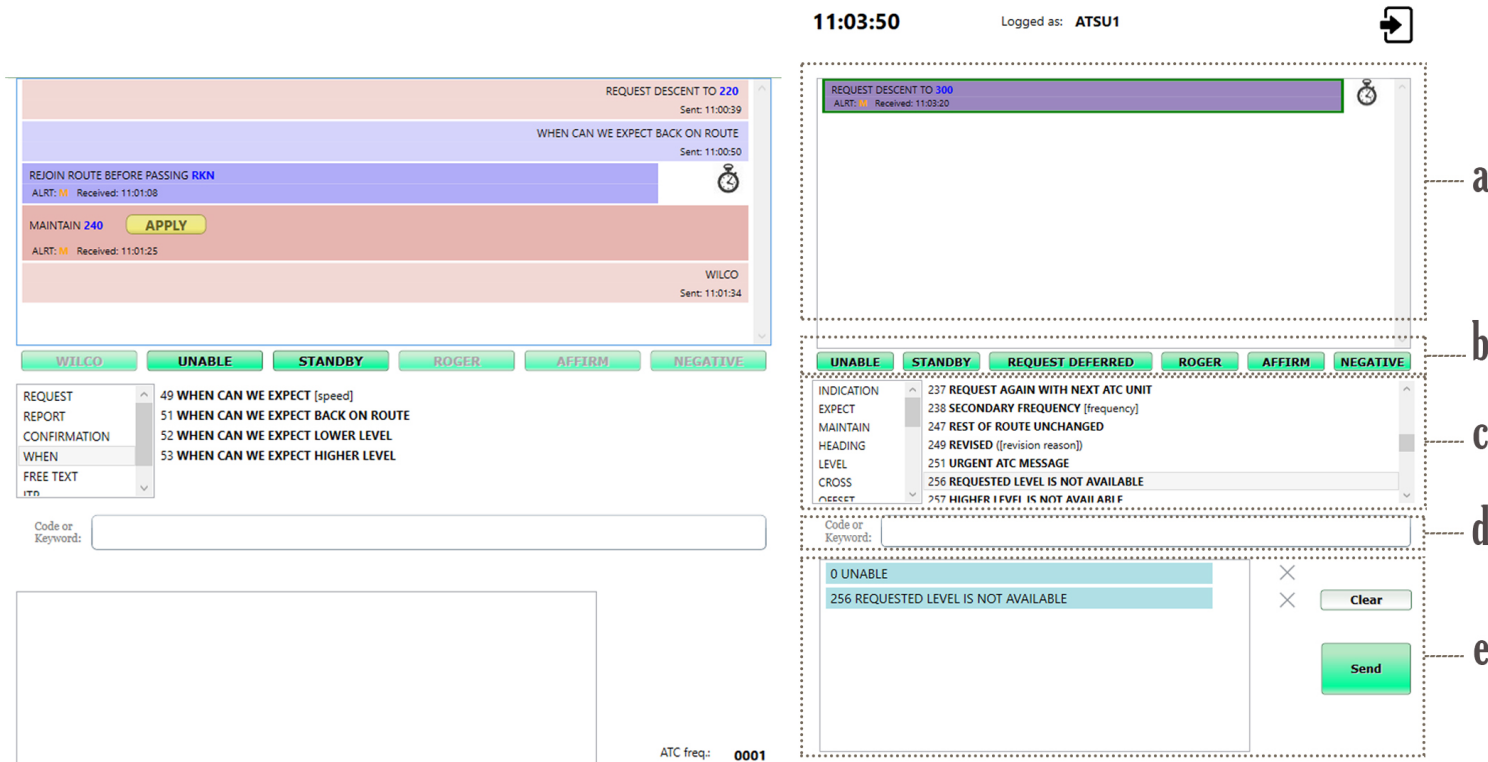 REQUEST DESCENT TO 220
Sent: 11:00:39
WHEN CAN WE EXPECT BACK ON ROUTE
Sent: 11:00:50
REJOIN ROUTE BEFORE PASSING RKN
ALRT: M Received: 11:01:08
MAINTAIN 240 APPLY
ALRT: M Received: 11:01:25
WILCO
Sent: 11:01:34
WILCO UNABLE STANDBY ROGER AFFIRM NEGATIVE
REQUEST
REPORT
CONFIRMATION
WHEN
FREE TEXT
ITP
49 WHEN CAN WE EXPECT [speed]
51 WHEN CAN WE EXPECT BACK ON ROUTE
52 WHEN CAN WE EXPECT LOWER LEVEL
53 WHEN CAN WE EXPECT HIGHER LEVEL
Code or
Keyword:
ATC freq.: 0001
11:03:50 Logged as: ATSU1
REQUEST DESCENT TO 300
ALRT: M Received: 11:03:20
a
UNABLE STANDBY REQUEST DEFERRED ROGER AFFIRM NEGATIVE
b
INDICATION
EXPECT
MAINTAIN
HEADING
LEVEL
CROSS
OFFSET
237 REQUEST AGAIN WITH NEXT ATC UNIT
238 SECONDARY FREQUENCY [frequency]
247 REST OF ROUTE UNCHANGED
249 REVISED ([revision reason])
251 URGENT ATC MESSAGE
256 REQUESTED LEVEL IS NOT AVAILABLE
257 HIGHER LEVEL IS NOT AVAILABLE
c
Code or
Keyword:
d
0 UNABLE
256 REQUESTED LEVEL IS NOT AVAILABLE
Clear
Send
e